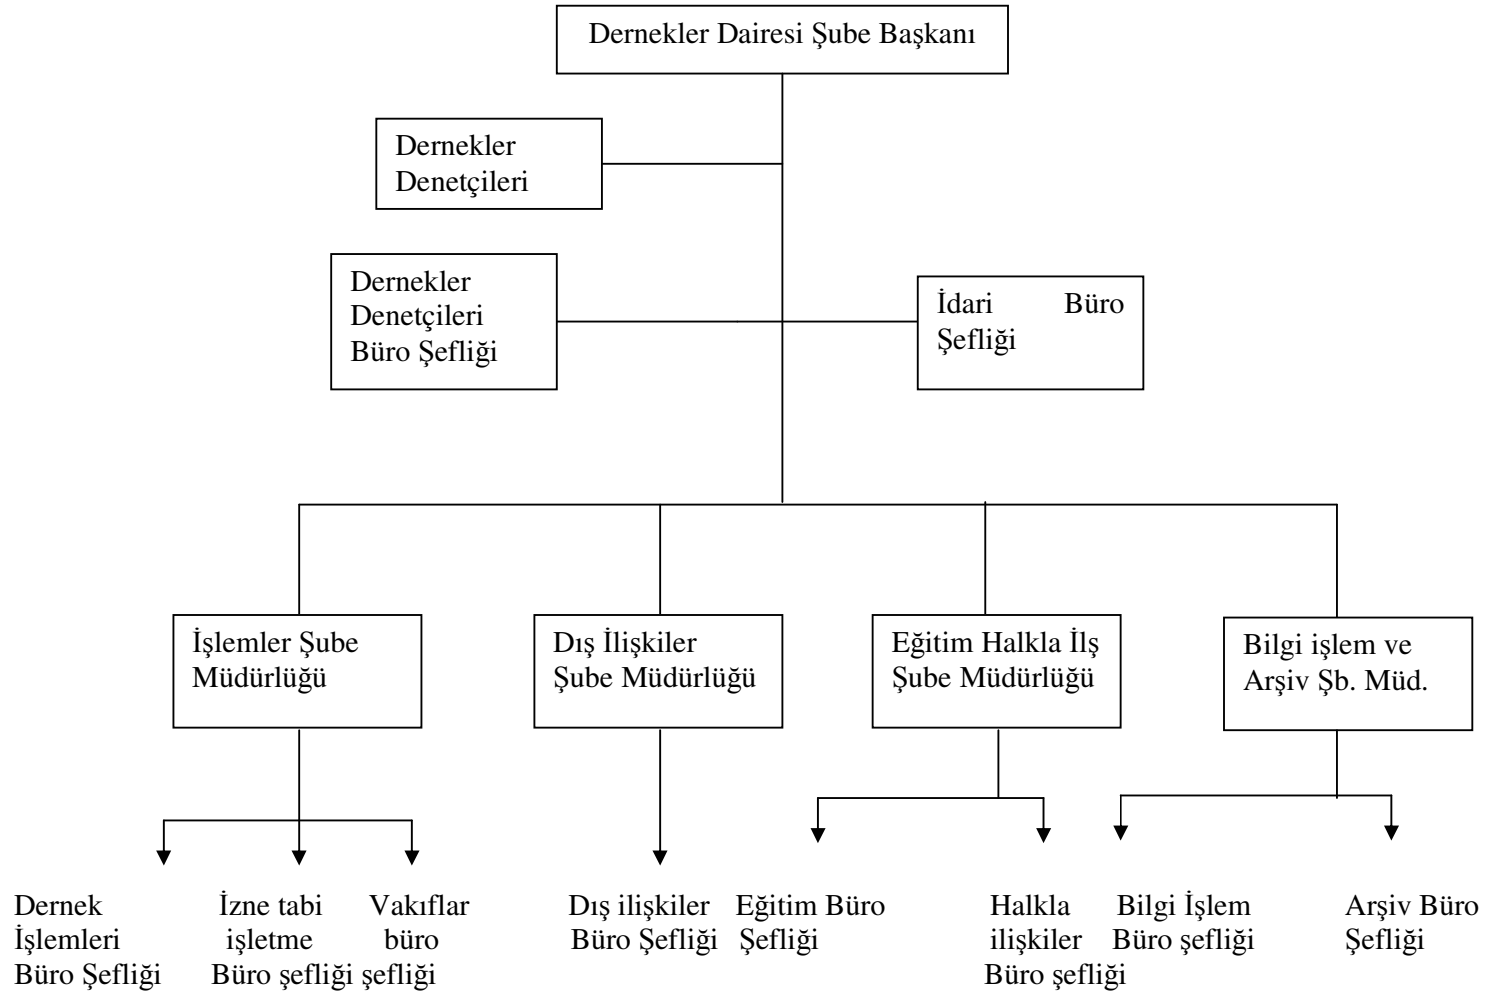 Dernekler Dairesi Şube Başkanı
Dernekler
Denetçileri
Dernekler
Denetçileri
Büro Şefliği
İdari Büro
Şefliği
İşlemler Şube
Müdürlüğü
Dış İlişkiler
Şube Müdürlüğü
Eğitim Halkla İlş
Şube Müdürlüğü
Bilgi işlem ve
Arşiv Şb. Müd.
Dernek
İşlemleri
Büro Şefliği
İzne tabi
işletme
Büro şefliği
Vakıflar
büro
şefliği
Dış ilişkiler
Büro Şefliği
Eğitim Büro
Şefliği
Halkla
ilişkiler
Büro şefliği
Bilgi İşlem
Büro şefliği
Arşiv Büro
Şefliği